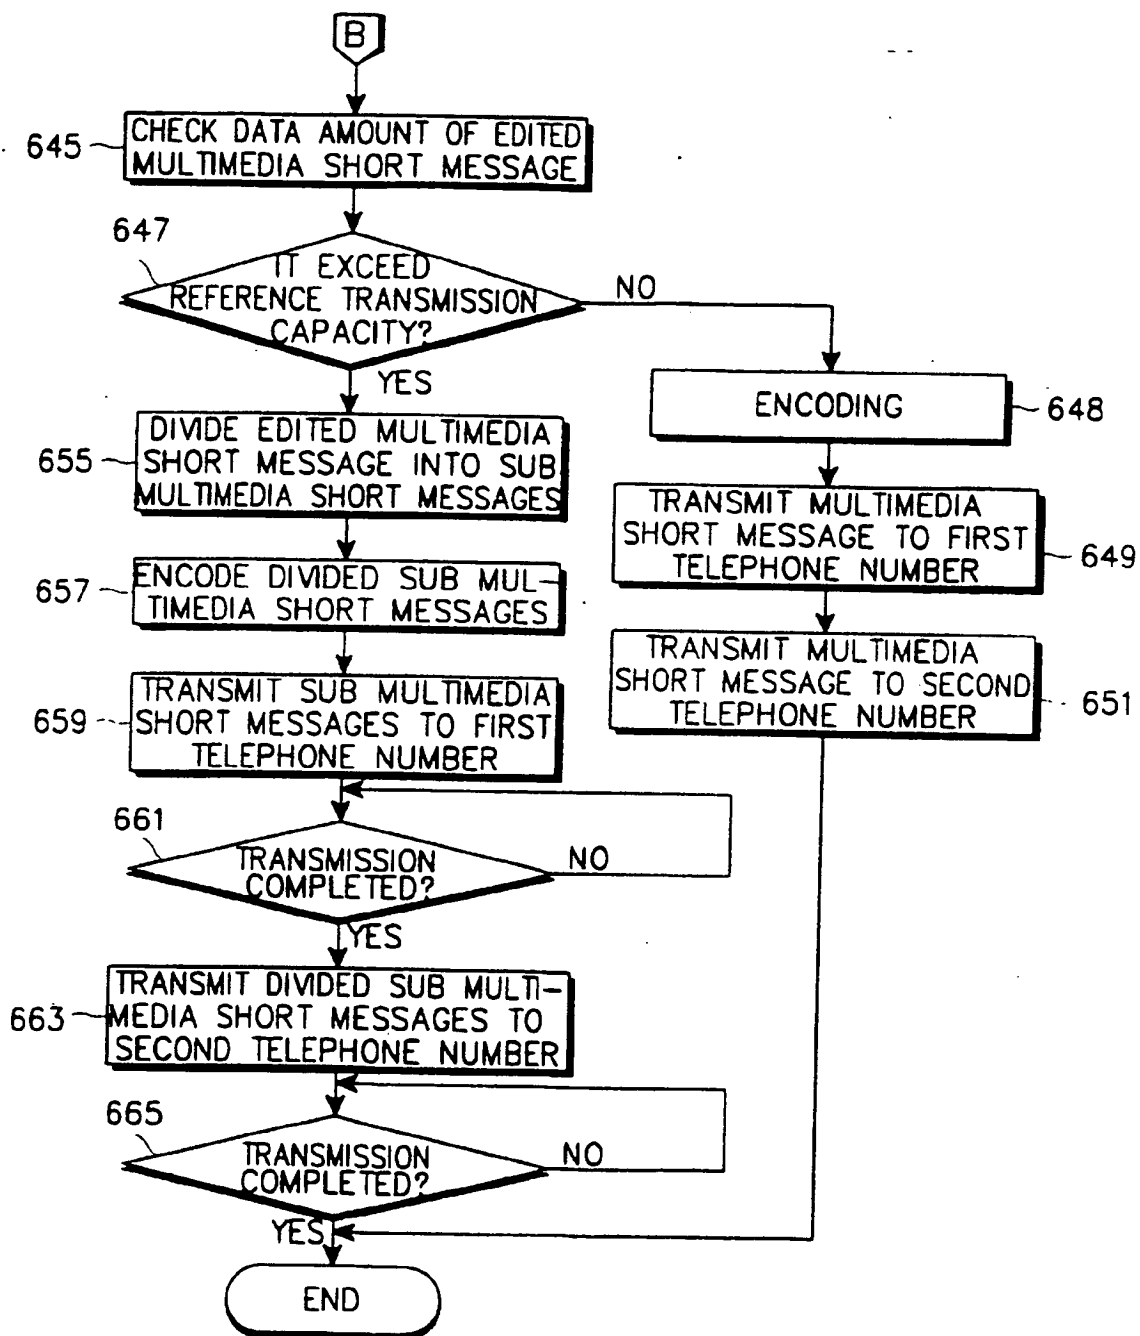 B
645
CHECK DATA AMOUNT OF EDITED
MULTIMEDIA SHORT MESSAGE
647
IT EXCEED
REFERENCE TRANSMISSION
CAPACITY?
NO
YES
ENCODING
648
655
DIVIDE EDITED MULTIMEDIA
SHORT MESSAGE INTO SUB
MULTIMEDIA SHORT MESSAGES
TRANSMIT MULTIMEDIA
SHORT MESSAGE TO FIRST
TELEPHONE NUMBER
649
657
ENCODE DIVIDED SUB MUL-
TIMEDIA SHORT MESSAGES
TRANSMIT MULTIMEDIA
SHORT MESSAGE TO SECOND
TELEPHONE NUMBER
651
659
TRANSMIT SUB MULTIMEDIA
SHORT MESSAGES TO FIRST
TELEPHONE NUMBER
661
TRANSMISSION
COMPLETED?
NO
YES
663
TRANSMIT DIVIDED SUB MULTI-
MEDIA SHORT MESSAGES TO
SECOND TELEPHONE NUMBER
665
TRANSMISSION
COMPLETED?
NO
YES
END